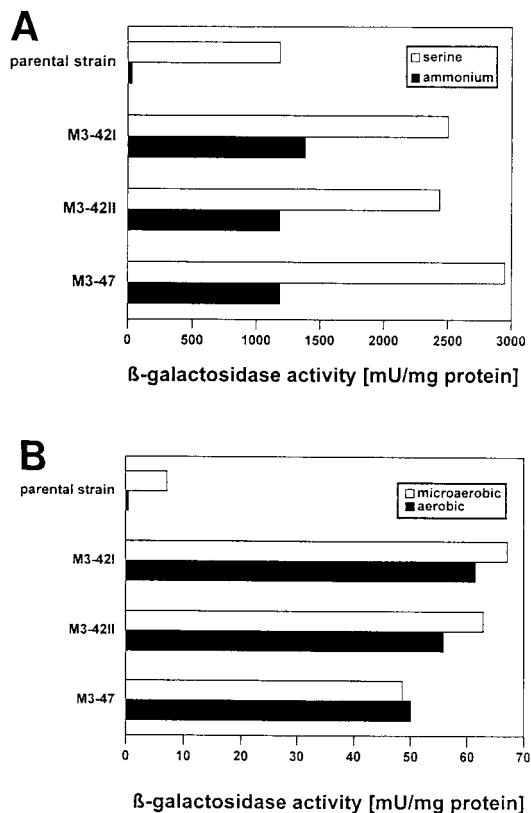 A
parental strain
serine
ammonium
M3-42I
M3-42II
M3-47
0 500 1000 1500 2000 2500 3000
ß-galactosidase activity [mU/mg protein]
B
parental strain
microaerobic
aerobic
M3-42I
M3-42II
M3-47
0 10 20 30 40 50 60 70
ß-galactosidase activity [mU/mg protein]